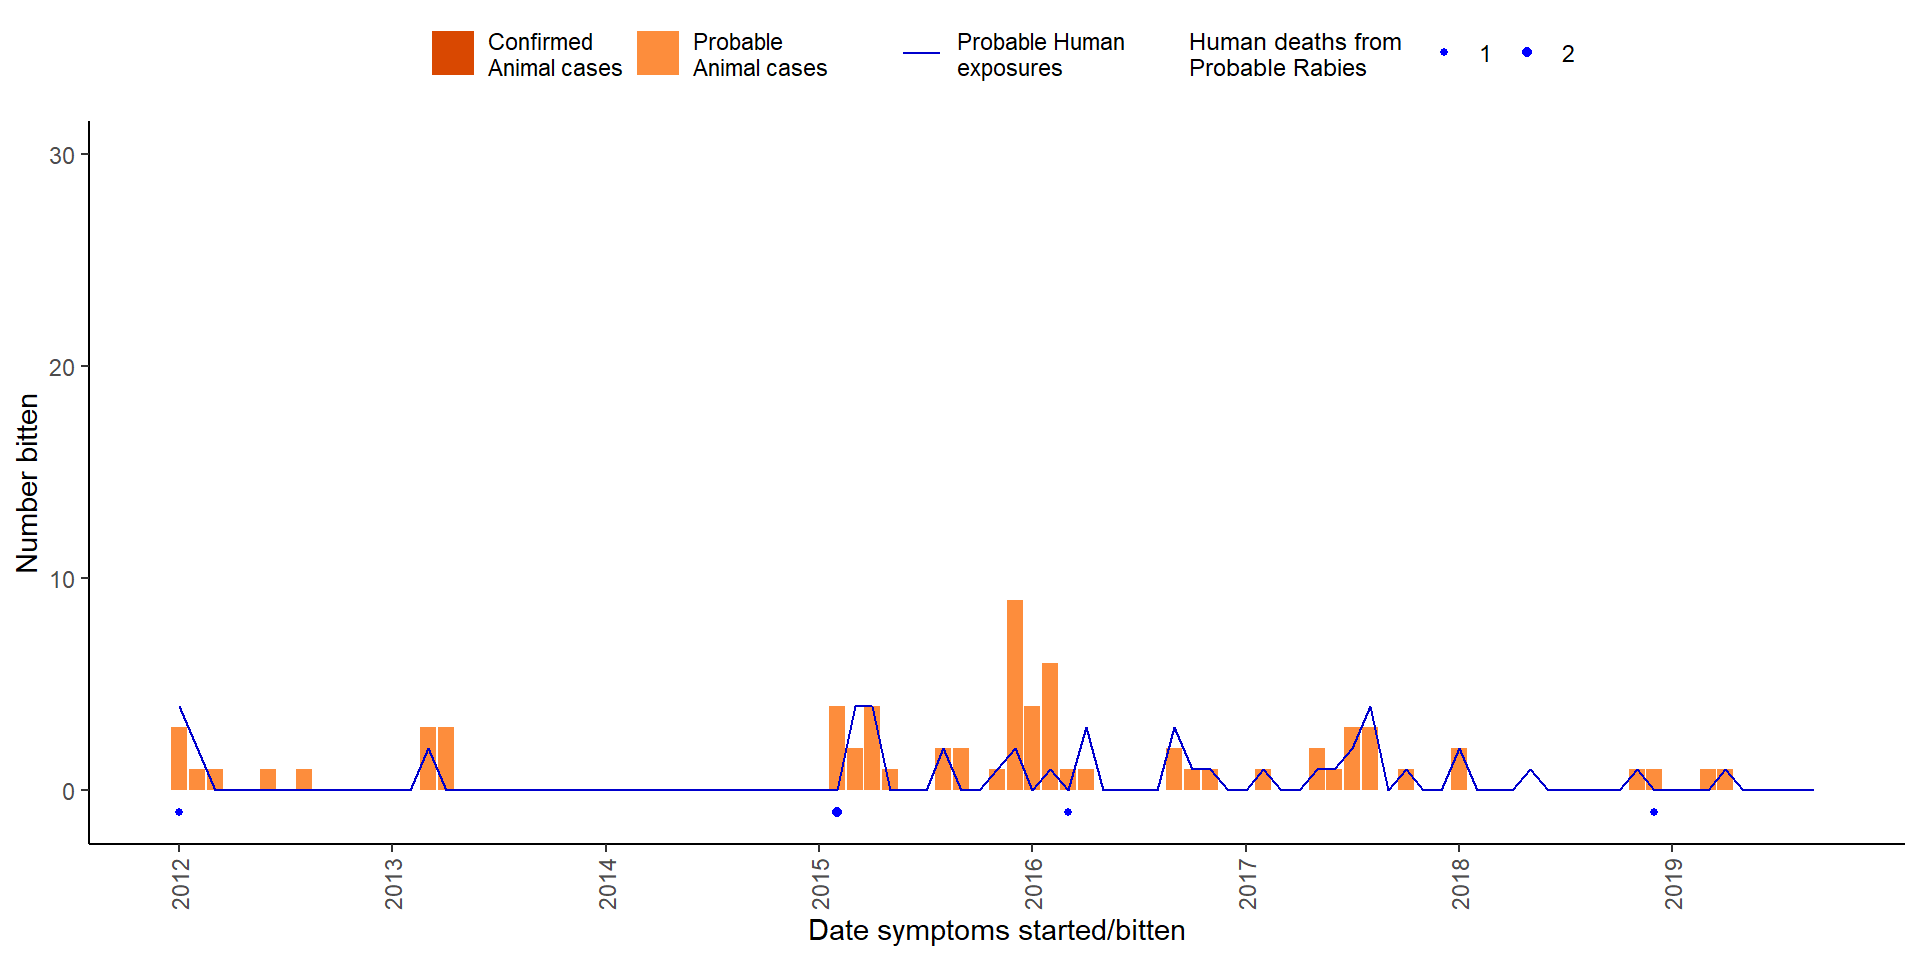 Confirmed
Animal cases
Probable
Animal cases
Probable Human
exposures
Human deaths from
Probable Rabies
1
2
30
20
10
0
Number bitten
2012
2013
2014
2015
2016
2017
2018
2019
Date symptoms started/bitten